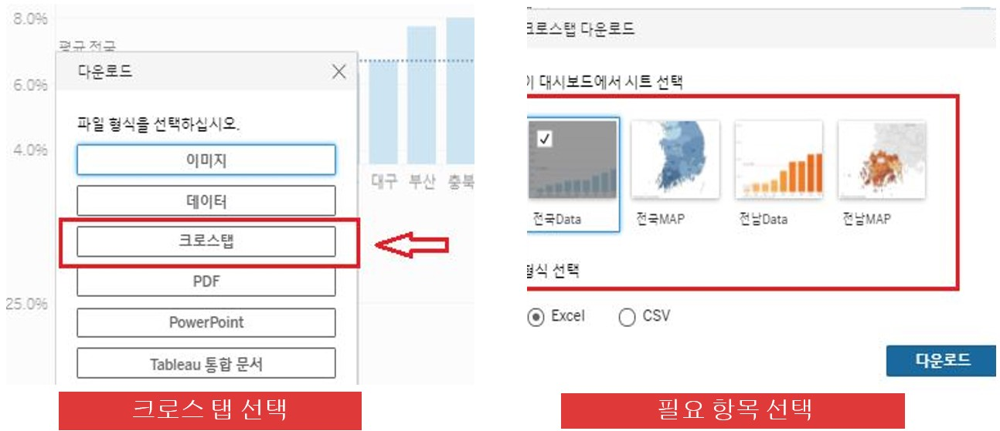 8.0%
평균 전국
다운로드
6.0%
파일 형식을 선택하십시오.
4.0%
이미지
대구 부산 충북
데이터
크로스탭
PDF
25.0%
PowerPoint
Tableau 통합 문서
크로스 탭 선택
크로스탭 다운로드
이 대시보드에서 시트 선택
전국Data 전국MAP 전남Data 전남MAP
형식 선택
Excel CSV
다운로드
필요 항목 선택